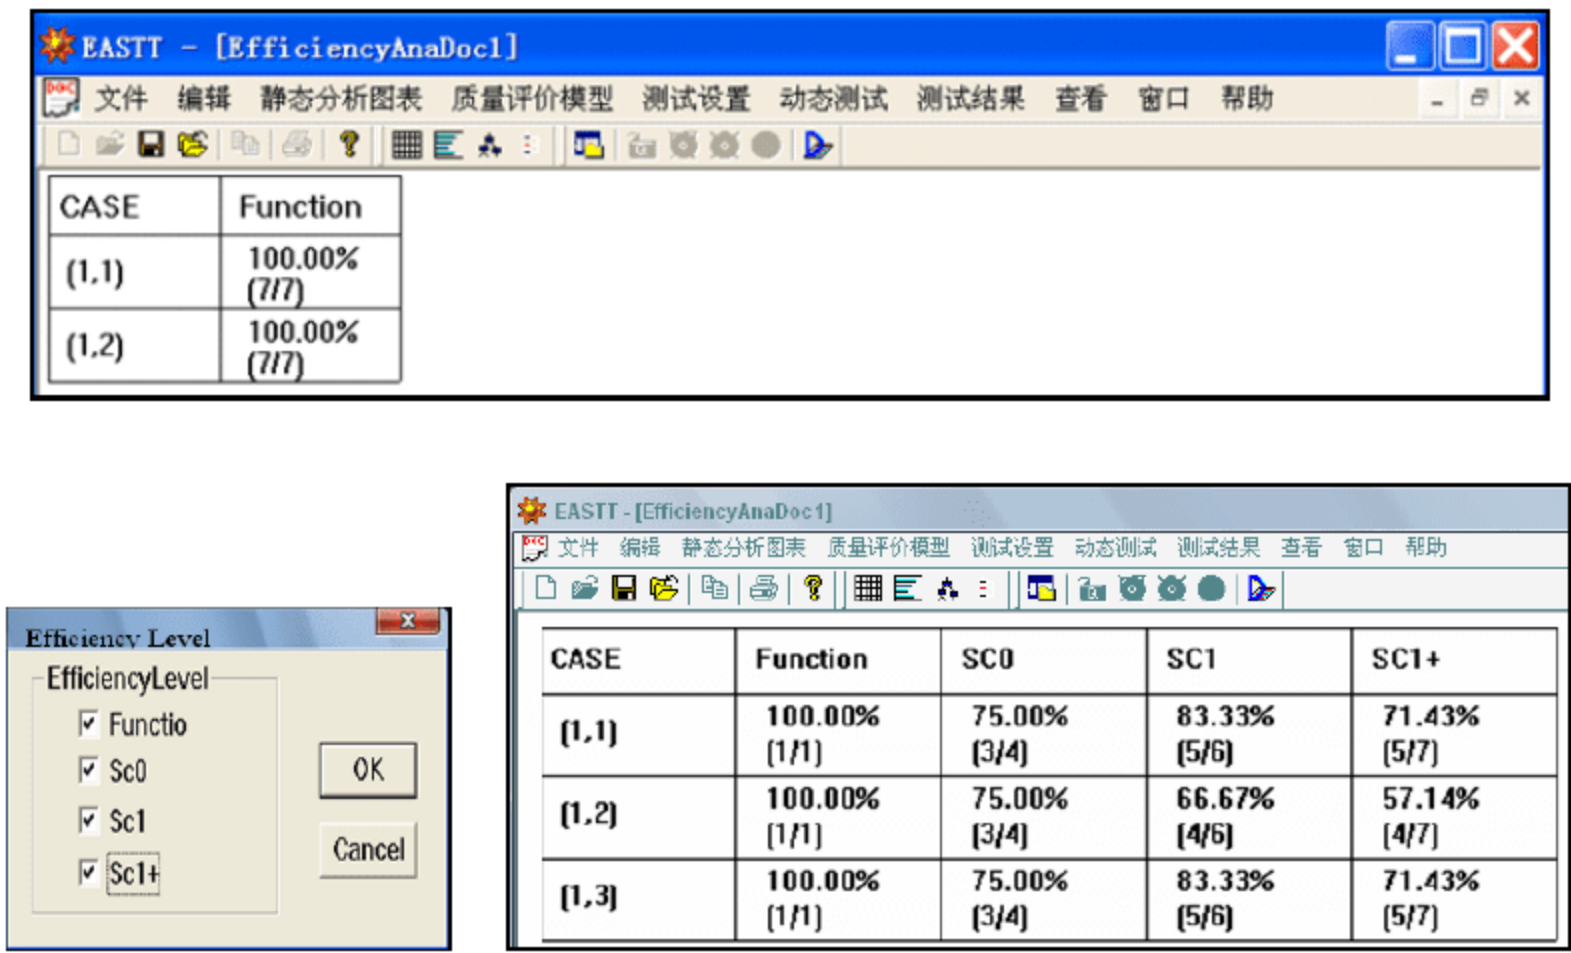 EASTT - [EfficiencyAnaDoc1]
文件 编辑 静态分析图表 质量评价模型 测试设置 动态测试 测试结果 查看 窗口 帮助
CASE Function
(1,1) 100.00%
(7/7)
(1,2) 100.00%
(7/7)
Efficiency Level
EfficiencyLevel
Functio
Sc0
Sc1
Sc1+
OK
Cancel
EASTT - [EfficiencyAnaDoc1]
文件 编辑 静态分析图表 质量评价模型 测试设置 动态测试 测试结果 查看 窗口 帮助
CASE Function SC0 SC1 SC1+
(1,1) 100.00% 75.00% 83.33% 71.43%
(1/1) (3/4) (5/6) (5/7)
(1,2) 100.00% 75.00% 66.67% 57.14%
(1/1) (3/4) (4/6) (4/7)
(1,3) 100.00% 75.00% 83.33% 71.43%
(1/1) (3/4) (5/6) (5/7)